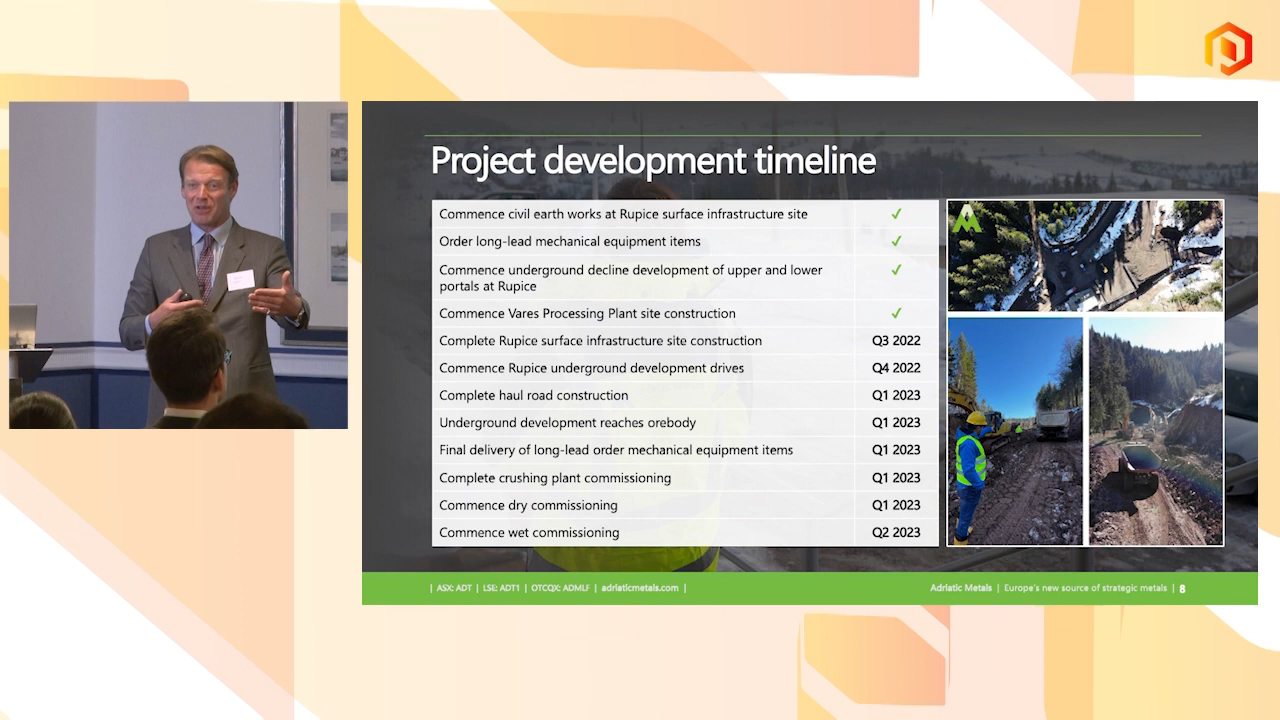 Project development timeline
Commence civil earth works at Rupice surface infrastructure site ✓
Order long-lead mechanical equipment items ✓
Commence underground decline development of upper and lower ✓
portals at Rupice
Commence Vares Processing Plant site construction ✓
Complete Rupice surface infrastructure site construction Q3 2022
Commence Rupice underground development drives Q4 2022
Complete haul road construction Q1 2023
Underground development reaches orebody Q1 2023
Final delivery of long-lead order mechanical equipment items Q1 2023
Complete crushing plant commissioning Q1 2023
Commence dry commissioning Q1 2023
Commence wet commissioning Q2 2023
| ASX: ADT | LSE: ADT1 | OTCQX: ADMLF | adriaticmetals.com |
Adriatic Metals | Europe's new source of strategic metals | 8